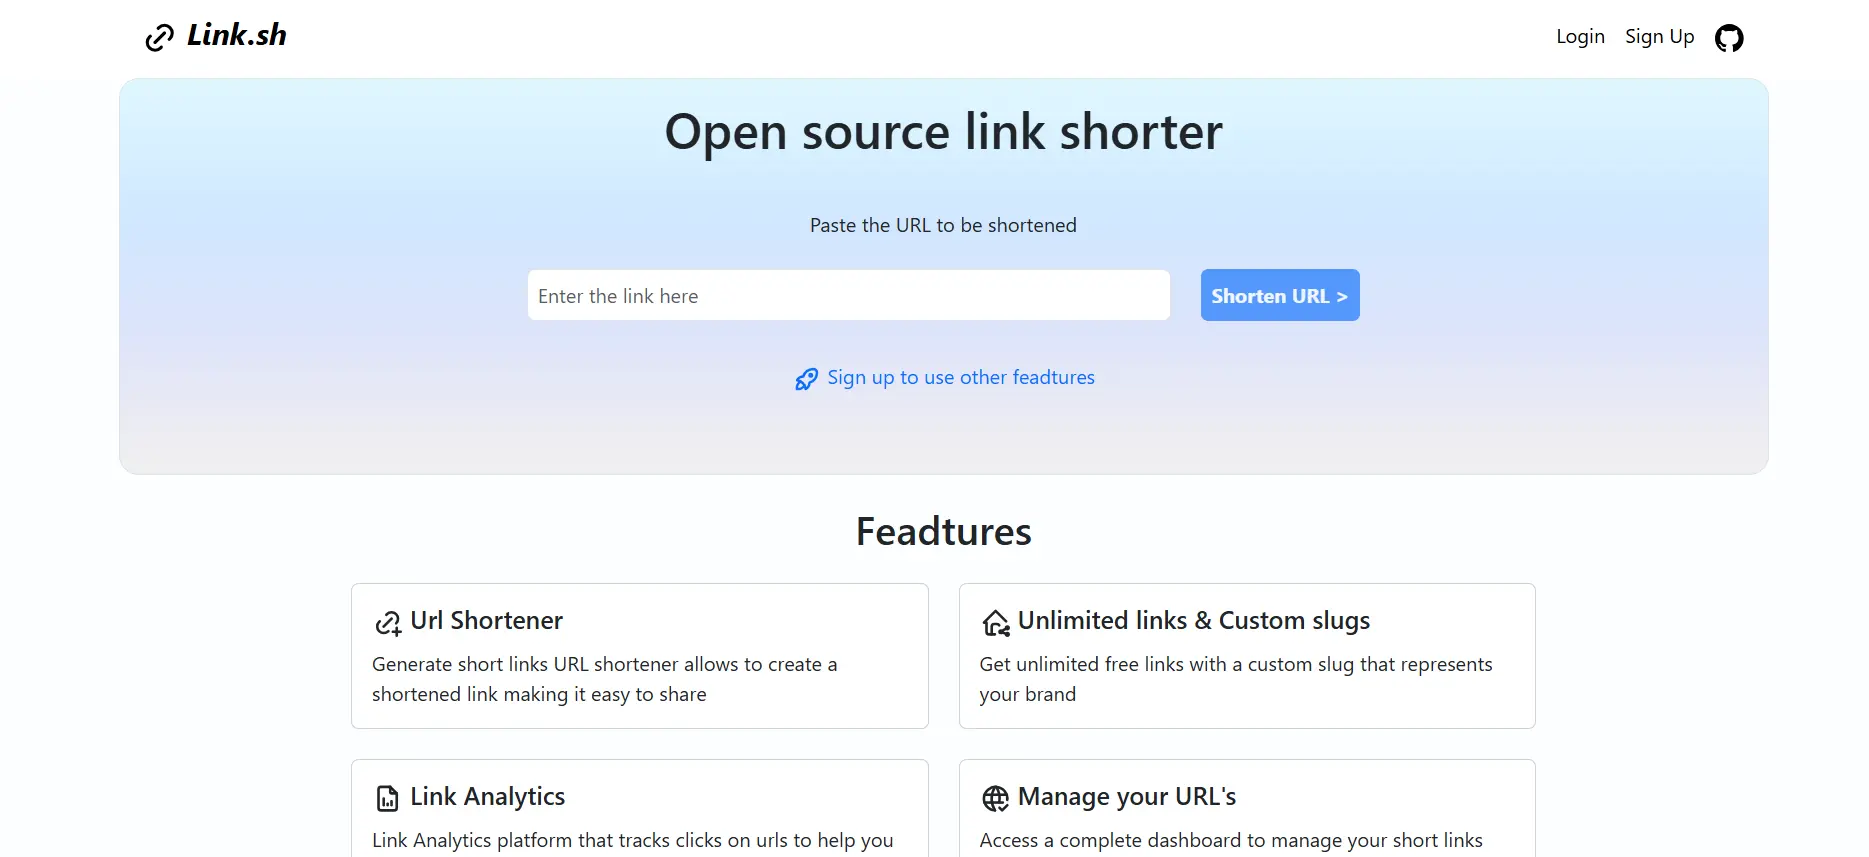 Link.sh
Login
Sign Up
Open source link shorter
Paste the URL to be shortened
Enter the link here
Shorten URL >
Sign up to use other feadtures
Feadtures
Url Shortener
Generate short links URL shortener allows to create a
shortened link making it easy to share
Unlimited links & Custom slugs
Get unlimited free links with a custom slug that represents
your brand
Link Analytics
Link Analytics platform that tracks clicks on urls to help you
Manage your URL's
Access a complete dashboard to manage your short links